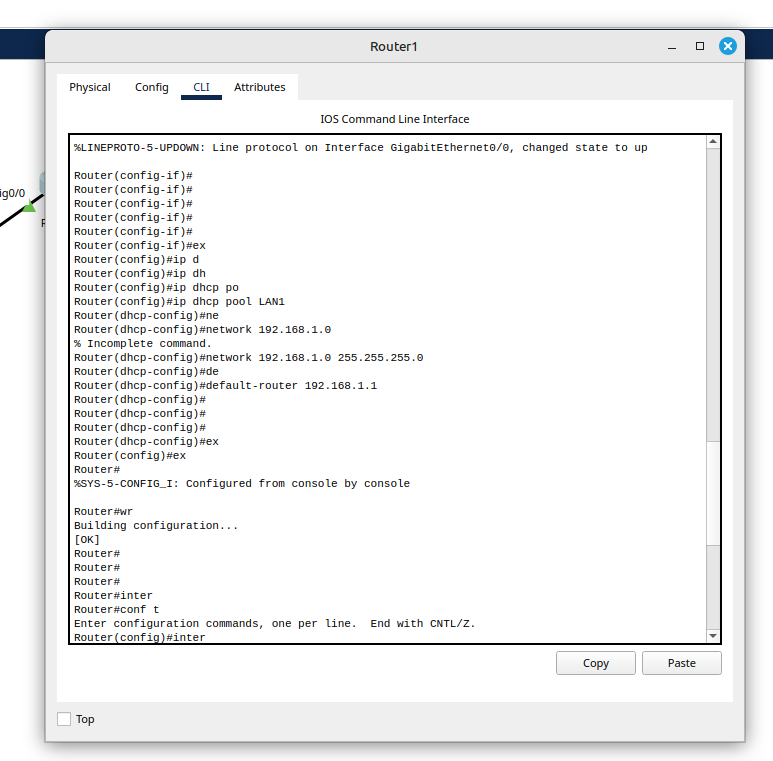 Router1
Physical Config CLI Attributes
IOS Command Line Interface
ig0/0
%LINEPROTO-5-UPDOWN: Line protocol on Interface GigabitEthernet0/0, changed state to up
Router(config-if)#
Router(config-if)#
Router(config-if)#
Router(config-if)#
Router(config-if)#
Router(config-if)#ex
Router(config)#ip d
Router(config)#ip dh
Router(config)#ip dhcp po
Router(config)#ip dhcp pool LAN1
Router(dhcp-config)#ne
Router(dhcp-config)#network 192.168.1.0
% Incomplete command.
Router(dhcp-config)#network 192.168.1.0 255.255.255.0
Router(dhcp-config)#de
Router(dhcp-config)#default-router 192.168.1.1
Router(dhcp-config)#
Router(dhcp-config)#
Router(dhcp-config)#
Router(dhcp-config)#ex
Router(config)#ex
Router#
%SYS-5-CONFIG_I: Configured from console by console
Router#wr
Building configuration...
[OK]
Router#
Router#
Router#
Router#inter
Router#conf t
Enter configuration commands, one per line.  End with CNTL/Z.
Router(config)#inter
Copy Paste
Top